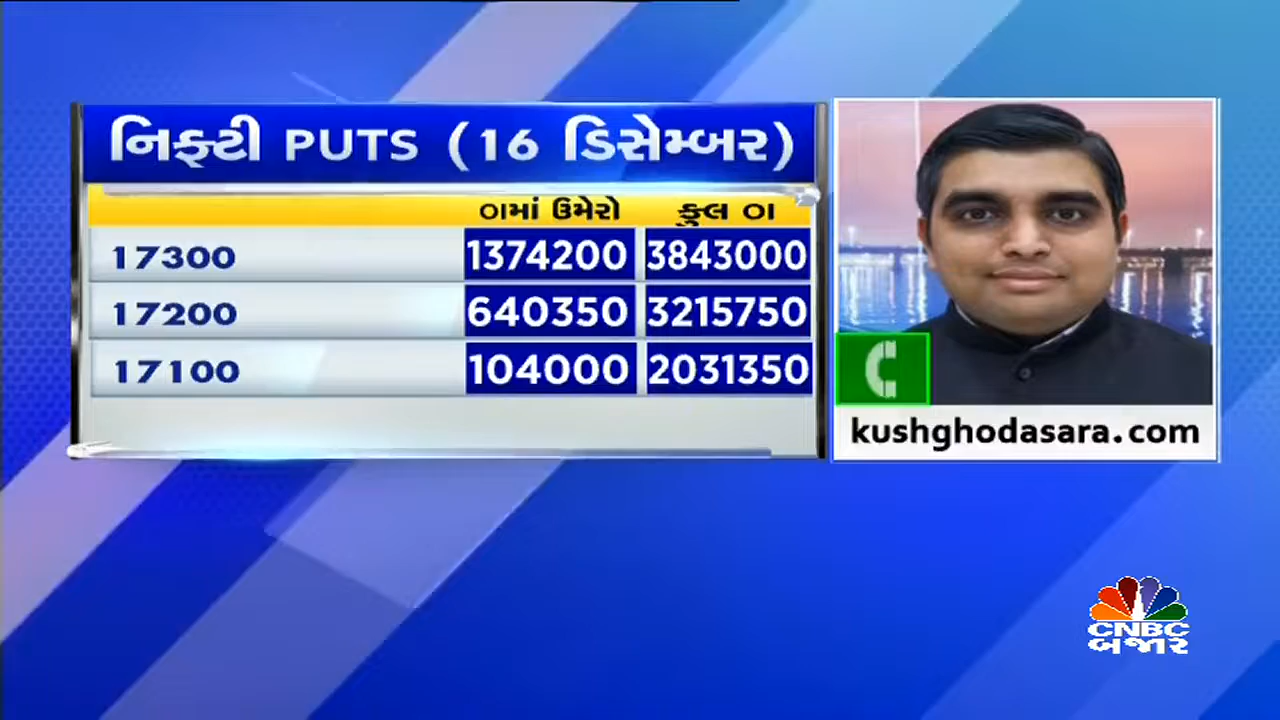 નિફ્ટી PUTS (16 ડિસેમ્બર)
OIમાં ઉમેરો કુલ OI
17300 1374200 3843000
17200 640350 3215750
17100 104000 2031350
kushghodasara.com
CNBC
બજાર